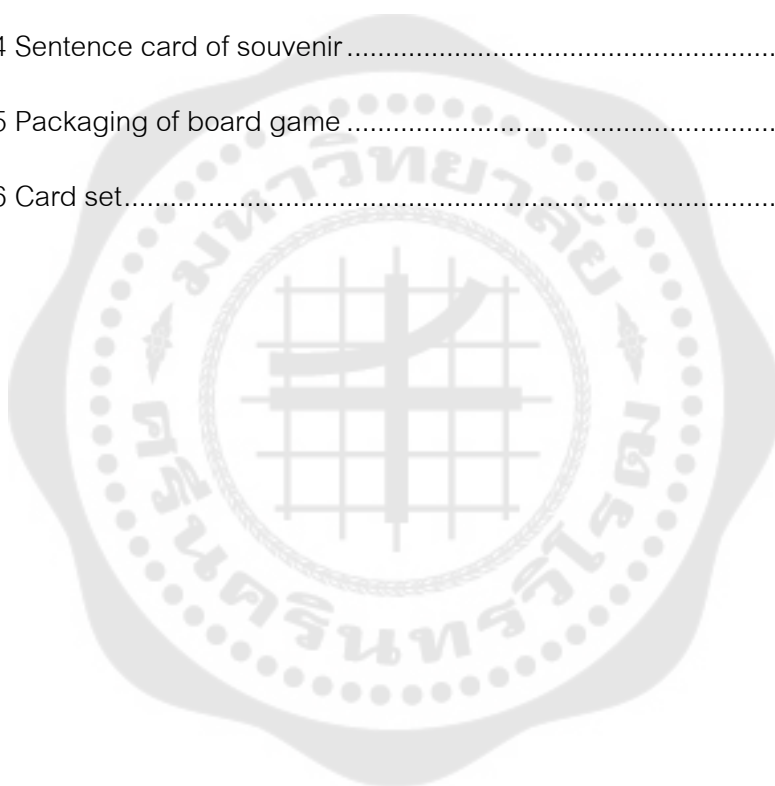 4 Sentence card of souvenir........................................................
5 Packaging of board game ........................................................
6 Card set.....................................................................................
มหาวิทยาลัย
ศรีนครินทรวิโรฒ